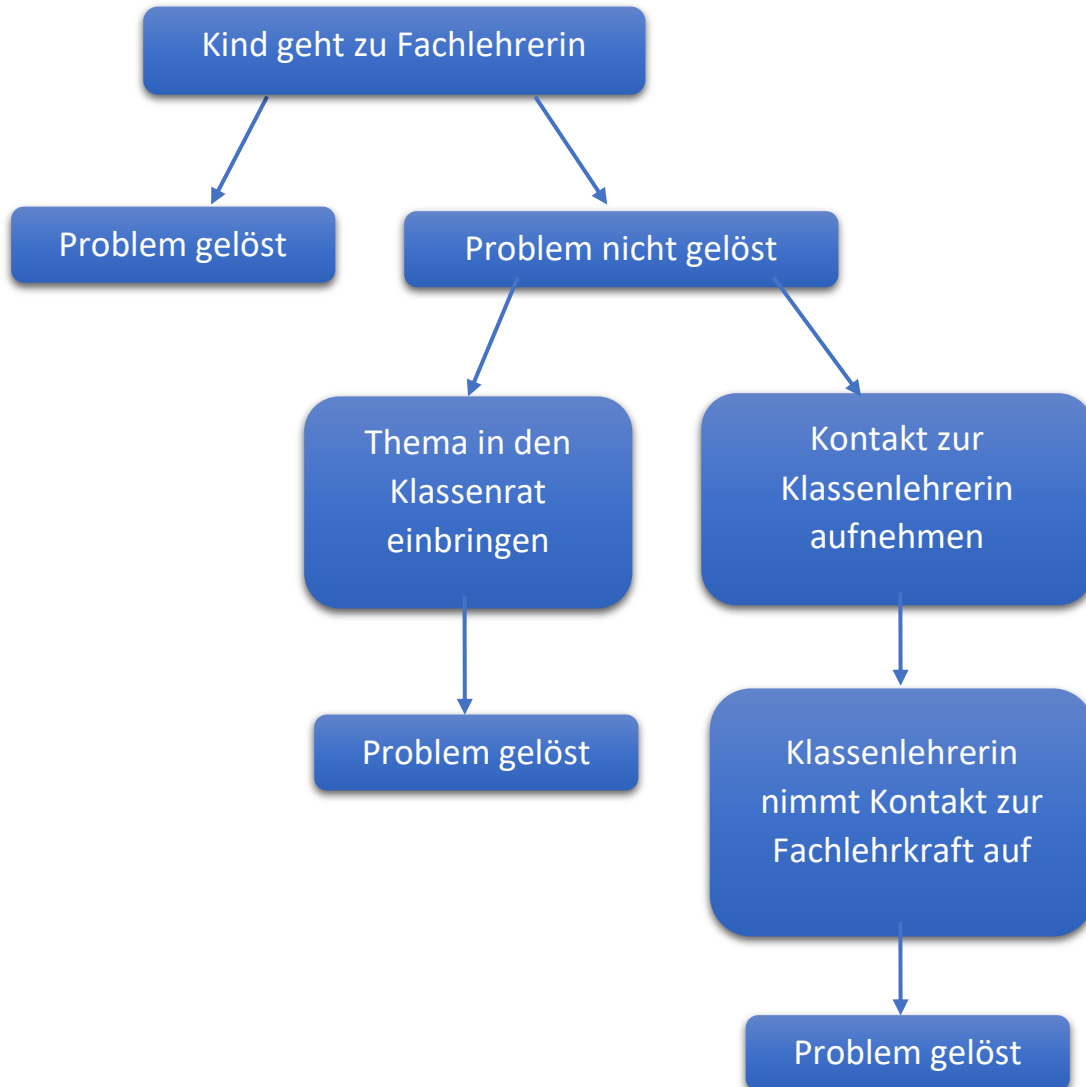 Kind geht zu Fachlehrerin
Problem gelöst
Problem nicht gelöst
Thema in den
Klassenrat
einbringen
Kontakt zur
Klassenlehrerin
aufnehmen
Problem gelöst
Klassenlehrerin
nimmt Kontakt zur
Fachlehrkraft auf
Problem gelöst